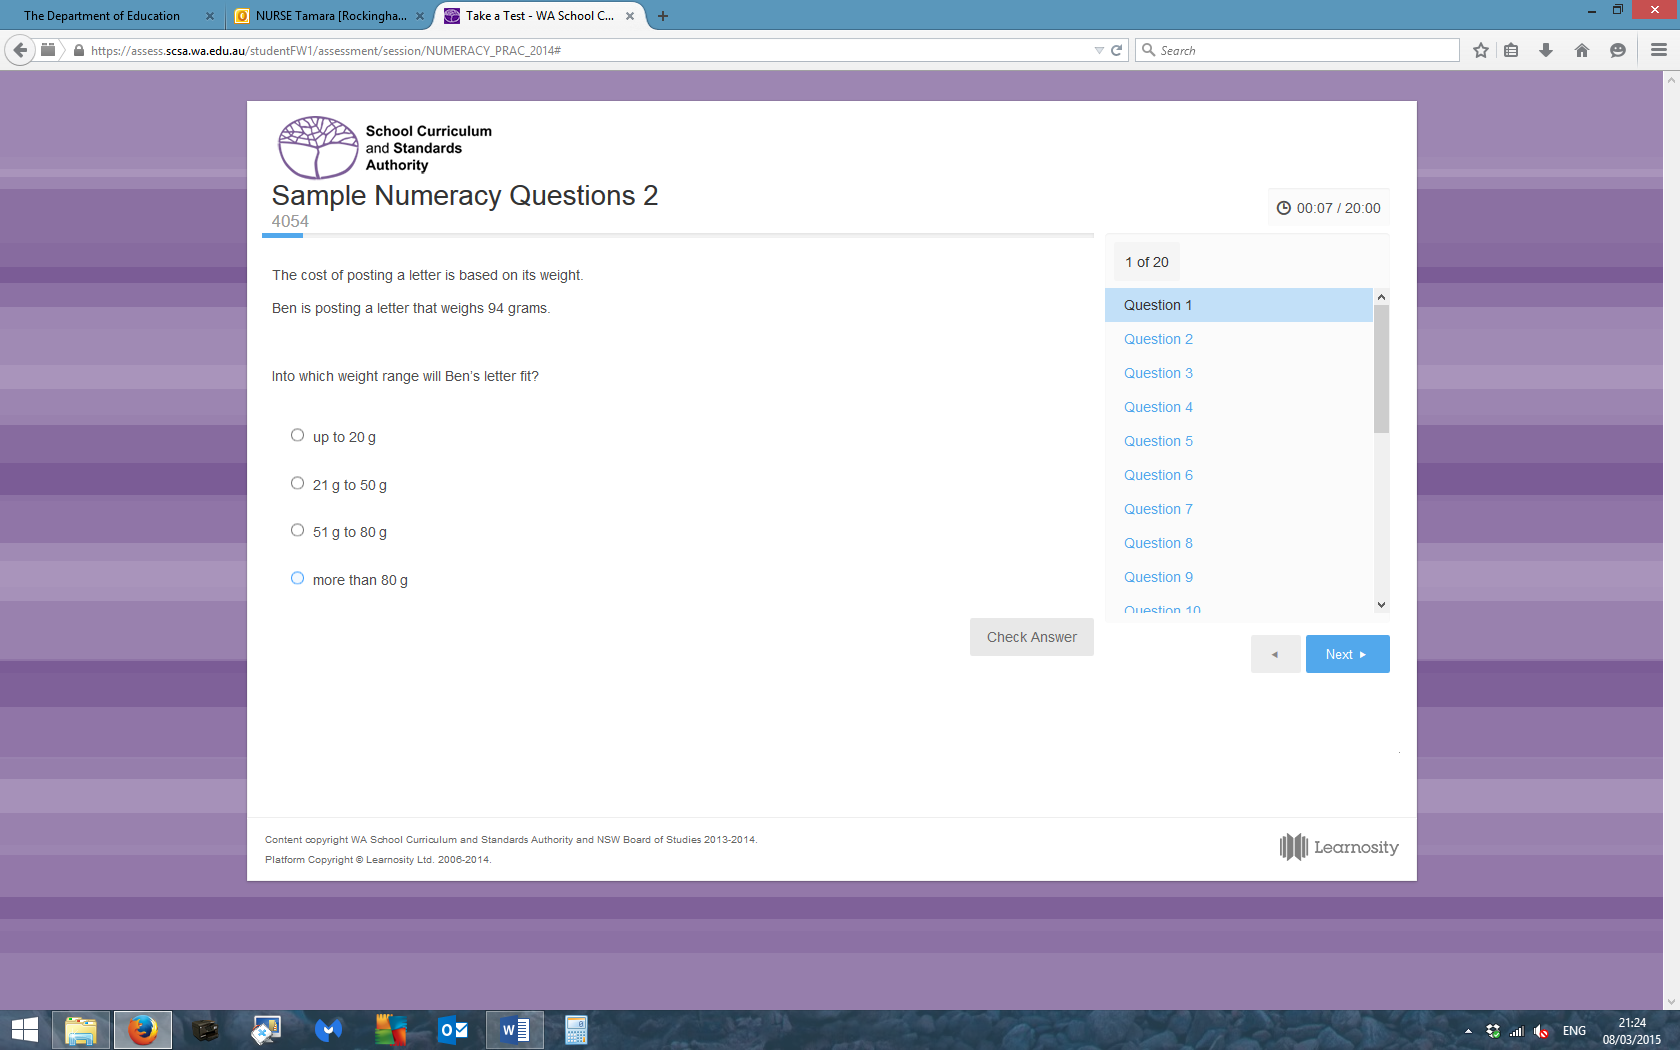 The Department of Education
NURSE Tamara [Rockingha...
Take a Test - WA School C...
https://assess.scsa.wa.edu.au/studentFW1/assessment/session/NUMERACY_PRAC_2014#
Search
School Curriculum
and Standards
Authority
Sample Numeracy Questions 2
4054
00:07 / 20:00
The cost of posting a letter is based on its weight.
Ben is posting a letter that weighs 94 grams.
Into which weight range will Ben's letter fit?
up to 20 g
21 g to 50 g
51 g to 80 g
more than 80 g
Check Answer
1 of 20
Question 1
Question 2
Question 3
Question 4
Question 5
Question 6
Question 7
Question 8
Question 9
Question 10
Next
Content copyright WA School Curriculum and Standards Authority and NSW Board of Studies 2013-2014.
Platform Copyright © Learnosity Ltd. 2006-2014.
Learnosity
ENG
21:24
08/03/2015